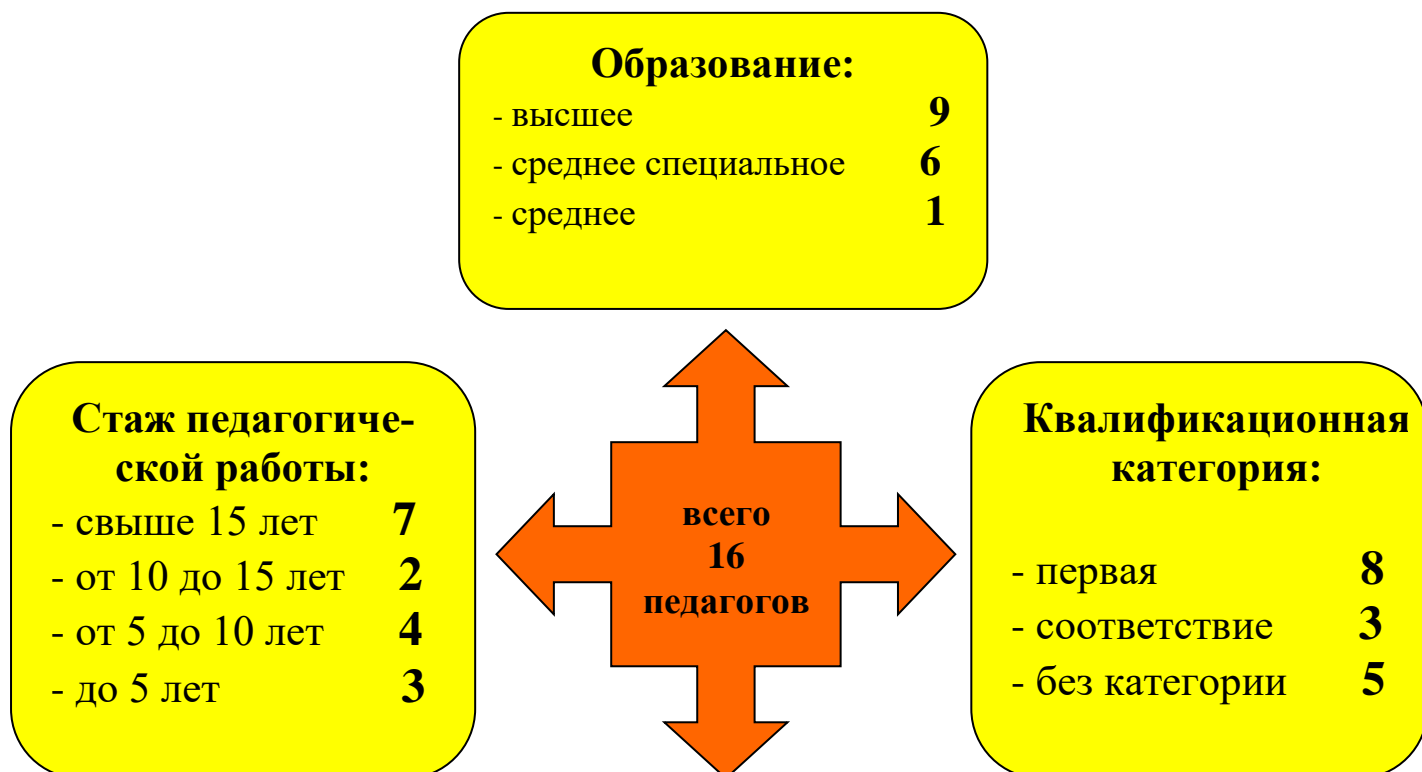 Образование:
- высшее 9
- среднее специальное 6
- среднее 1
Стаж педагогиче-
ской работы:
- свыше 15 лет 7
- от 10 до 15 лет 2
- от 5 до 10 лет 4
- до 5 лет 3
всего
16
педагогов
Квалификационная
категория:
- первая 8
- соответствие 3
- без категории 5